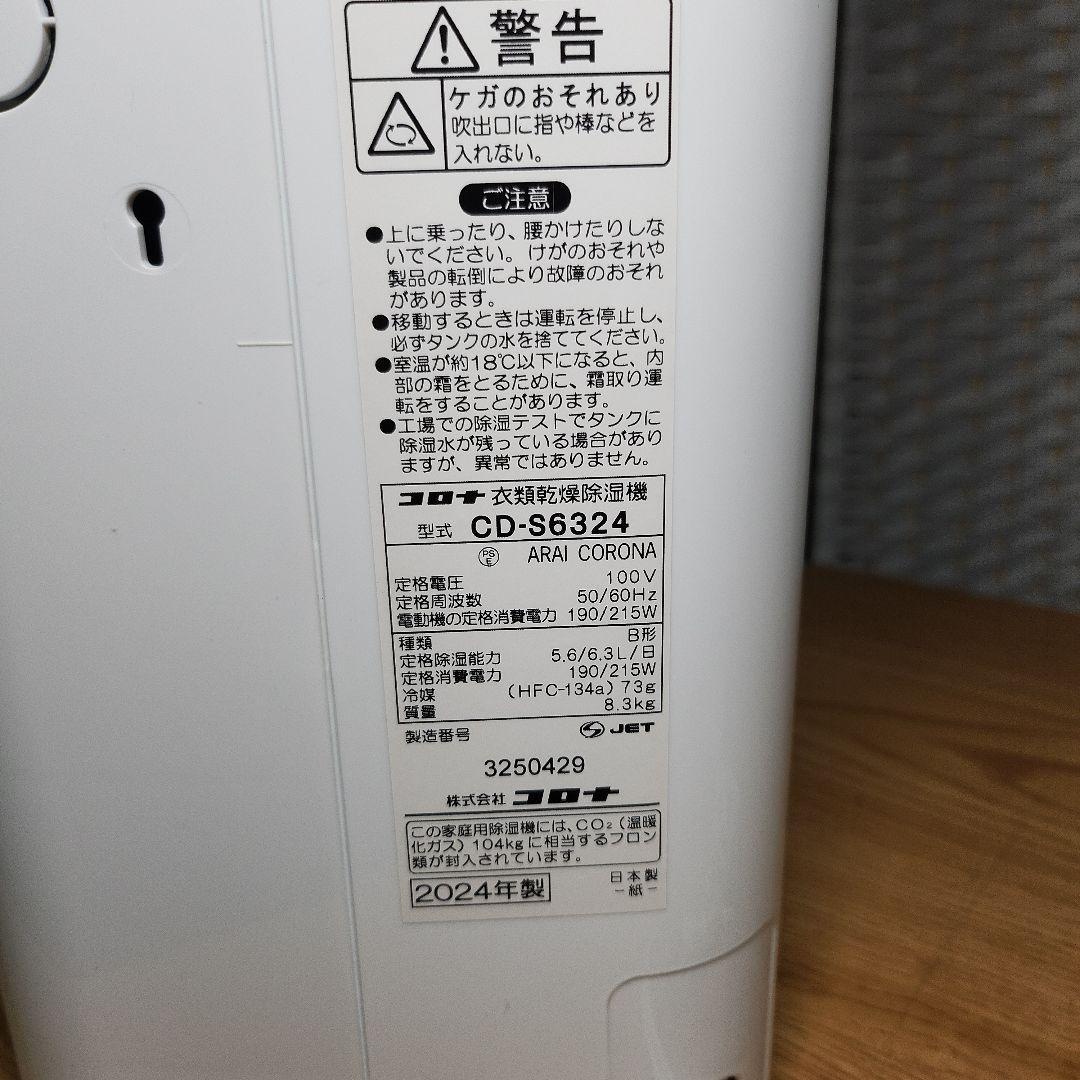 警告
ケガのおそれあり
吹出口に指や棒などを
入れない。
ご注意
●上に乗ったり、腰かけたりしな
いでください。けがのおそれや
製品の転倒により故障のおそれ
があります。
●移動するときは運転を停止し、
必ずタンクの水を捨ててください。
●室温が約18℃以下になると、内
部の霜をとるために、霜取り運
転をすることがあります。
●工場での除湿テストでタンクに
除湿水が残っている場合があり
ますが、異常ではありません。
コロナ 衣類乾燥除湿機
型式 CD-S6324
PSE ARAI CORONA
定格電圧 100V
定格周波数 50/60Hz
電動機の定格消費電力 190/215W
種類 B形
定格除湿能力 5.6/6.3L/日
定格消費電力 190/215W
冷媒 (HFC-134a) 73g
質量 8.3kg
製造番号 JET
3250429
株式会社 コロナ
この家庭用除湿機には、CO₂（温暖
化ガス）104kgに相当するフロン
類が封入されています。
2024年製 日本製
－紙－